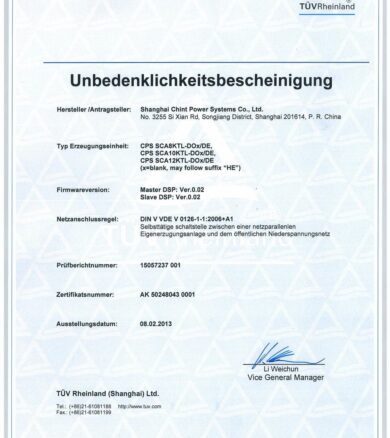 TÜVRheinland
®
Unbedenklichkeitsbescheinigung
Hersteller /Antragsteller: Shanghai Chint Power Systems Co., Ltd.
No. 3255 Si Xian Rd, Songjiang District, Shanghai 201614, P. R. China
Typ Erzeugungseinheit: CPS SCA8KTL-DOx/DE,
CPS SCA10KTL-DOx/DE,
CPS SCA12KTL-DOx/DE
(x=blank, may follow suffix "HE")
Firmwareversion: Master DSP: Ver.0.02
Slave DSP: Ver.0.02
Netzanschlussregel: DIN V VDE V 0126-1-1:2006+A1
Selbsttätige schaltstelle zwischen einer netzparallelen
Eigenerzeugungsanlage und dem öffentlichen Niederspannungsnetz
Prüfberichtnummer: 15057237 001
Zertifikatsnummer: AK 50248043 0001
Ausstellungsdatum: 08.02.2013
Li Weichun
Vice General Manager
TÜV Rheinland (Shanghai) Ltd.
Tel.: (+86)21-61081188 http://www.tuv.com
Fax.: (+86)21-61081199